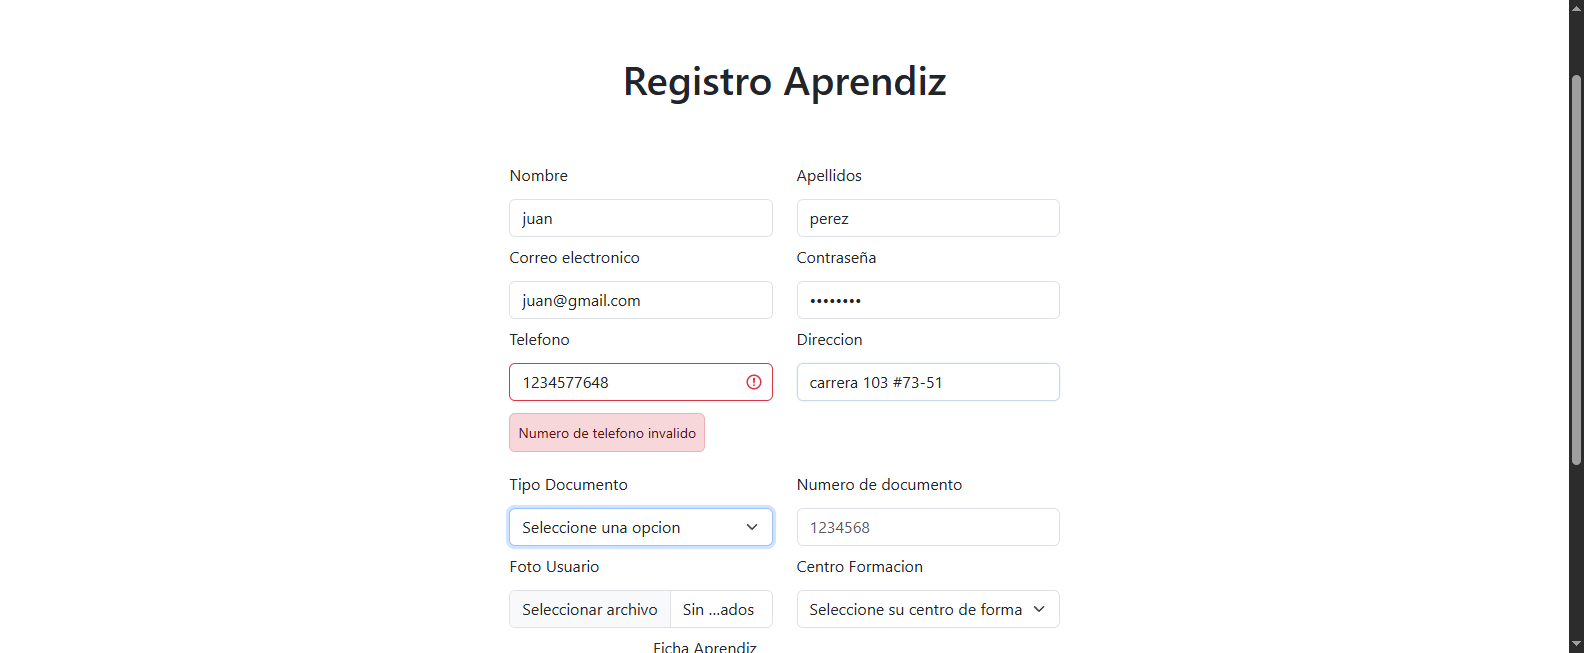 Registro Aprendiz
Nombre Apellidos
juan perez
Correo electronico Contraseña
juan@gmail.com ••••••••
Telefono Direccion
1234577648 carrera 103 #73-51
Numero de telefono invalido
Tipo Documento Numero de documento
Seleccione una opcion 1234568
Foto Usuario Centro Formacion
Seleccionar archivo Sin ...ados Seleccione su centro de forma
Ficha Aprendiz